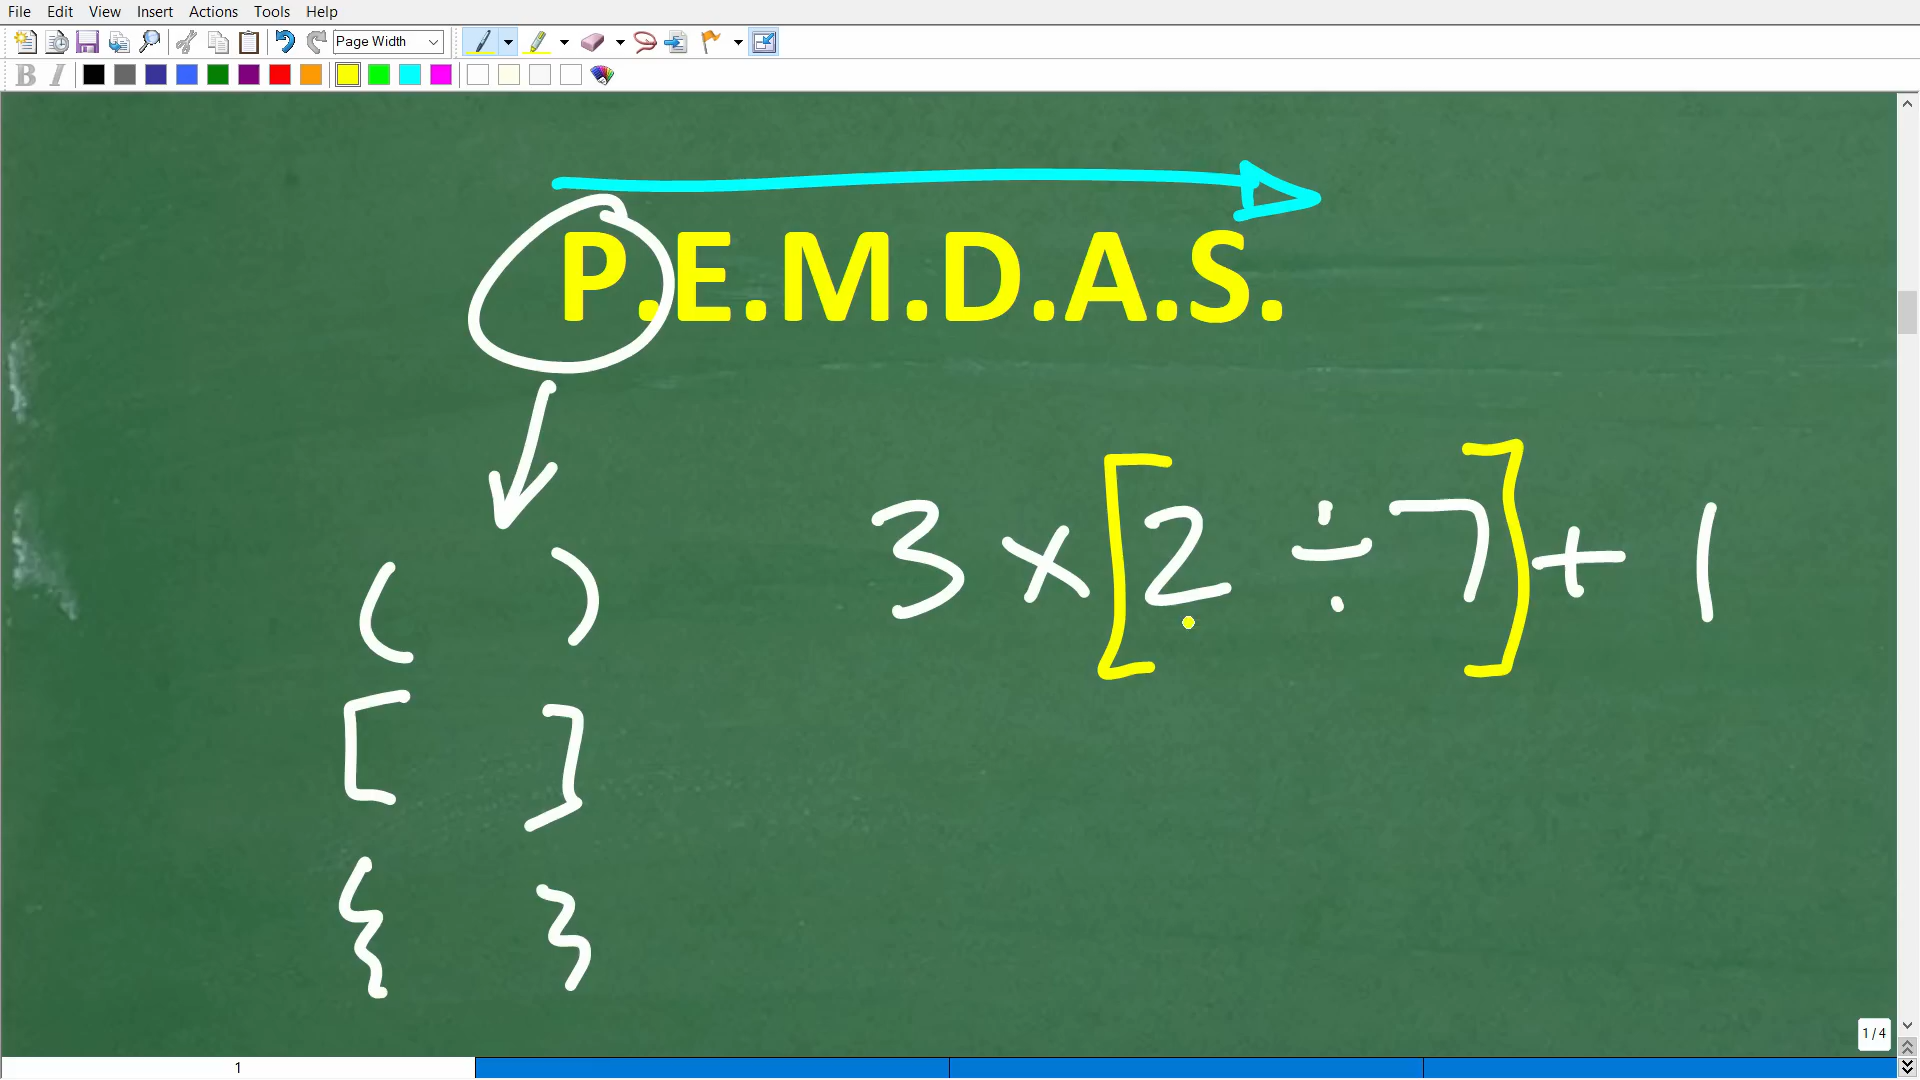 File Edit View Insert Actions Tools Help
Page Width
B I
P.E.M.D.A.S.
3 × [2 ÷ 7] + 1
( )
[ ]
{ }
1 / 4
1